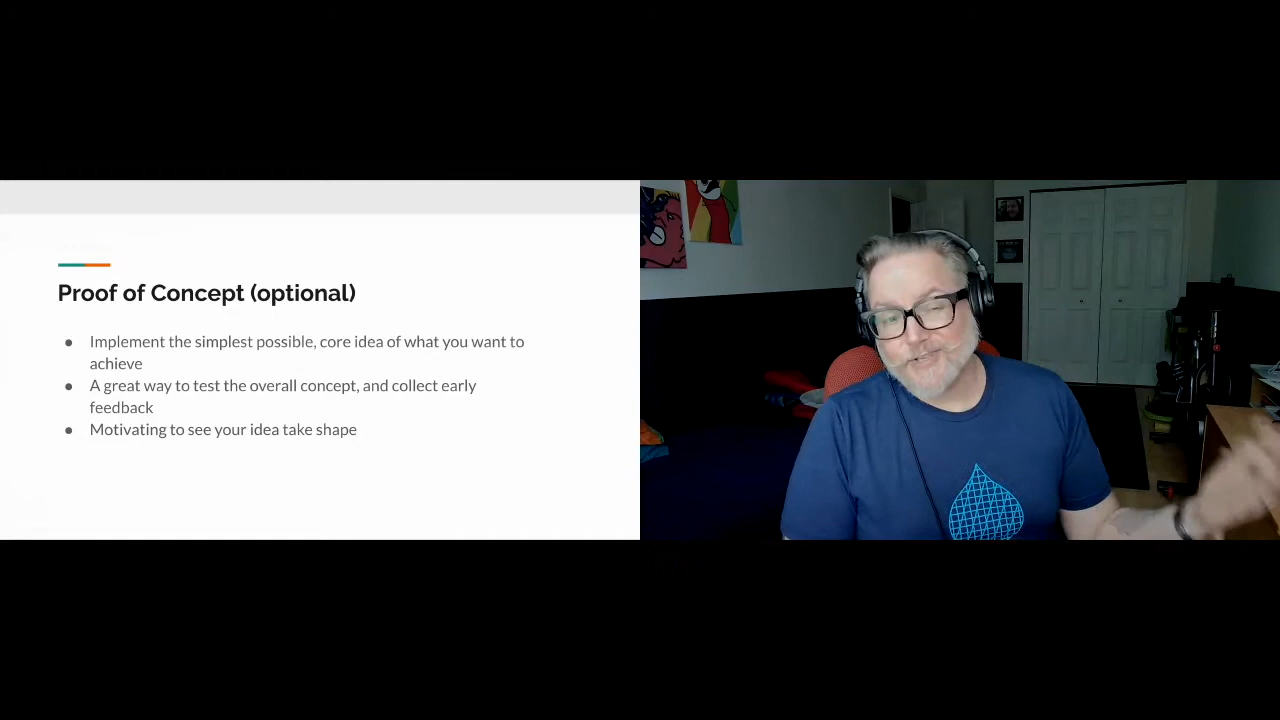 Proof of Concept (optional)
● Implement the simplest possible, core idea of what you want to
achieve
● A great way to test the overall concept, and collect early
feedback
● Motivating to see your idea take shape